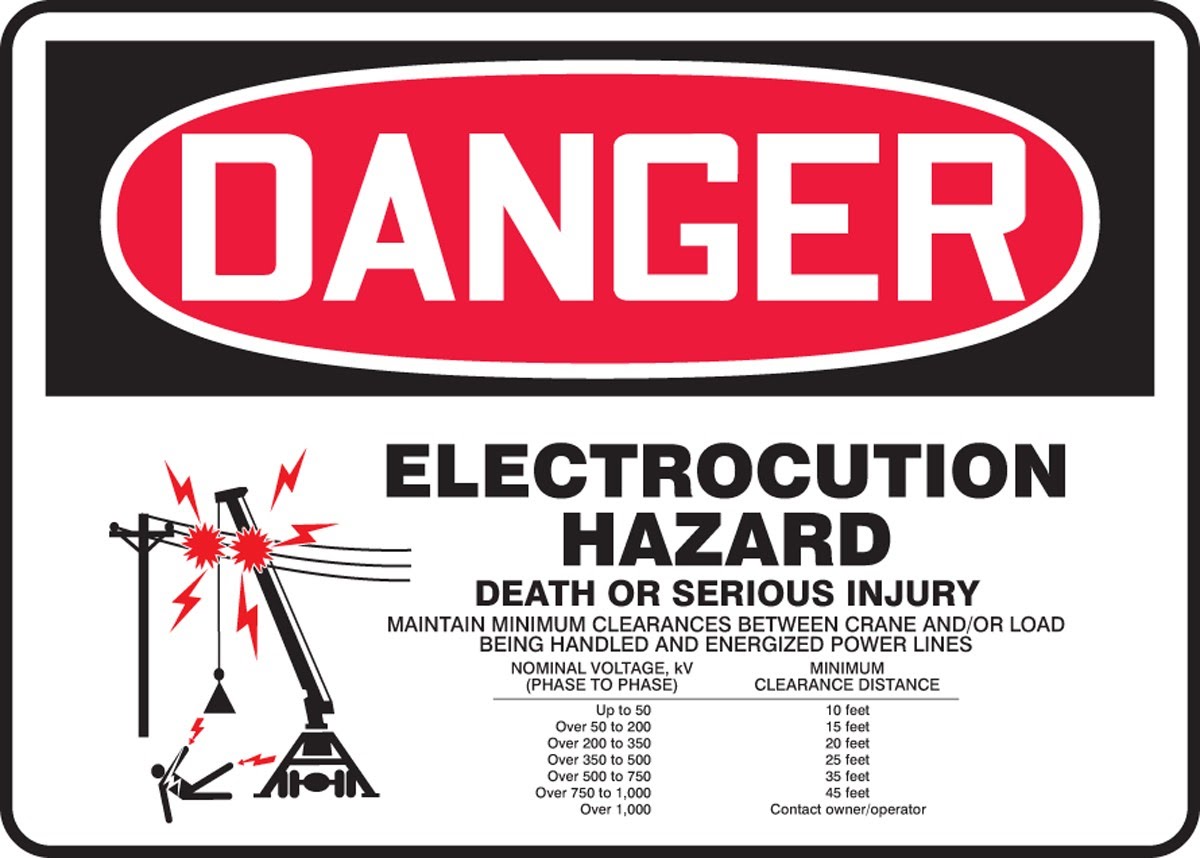 DANGER
ELECTROCUTION
HAZARD
DEATH OR SERIOUS INJURY
MAINTAIN MINIMUM CLEARANCES BETWEEN CRANE AND/OR LOAD
BEING HANDLED AND ENERGIZED POWER LINES
NOMINAL VOLTAGE, kV MINIMUM
(PHASE TO PHASE) CLEARANCE DISTANCE
Up to 50 10 feet
Over 50 to 200 15 feet
Over 200 to 350 20 feet
Over 350 to 500 25 feet
Over 500 to 750 35 feet
Over 750 to 1,000 45 feet
Over 1,000 Contact owner/operator